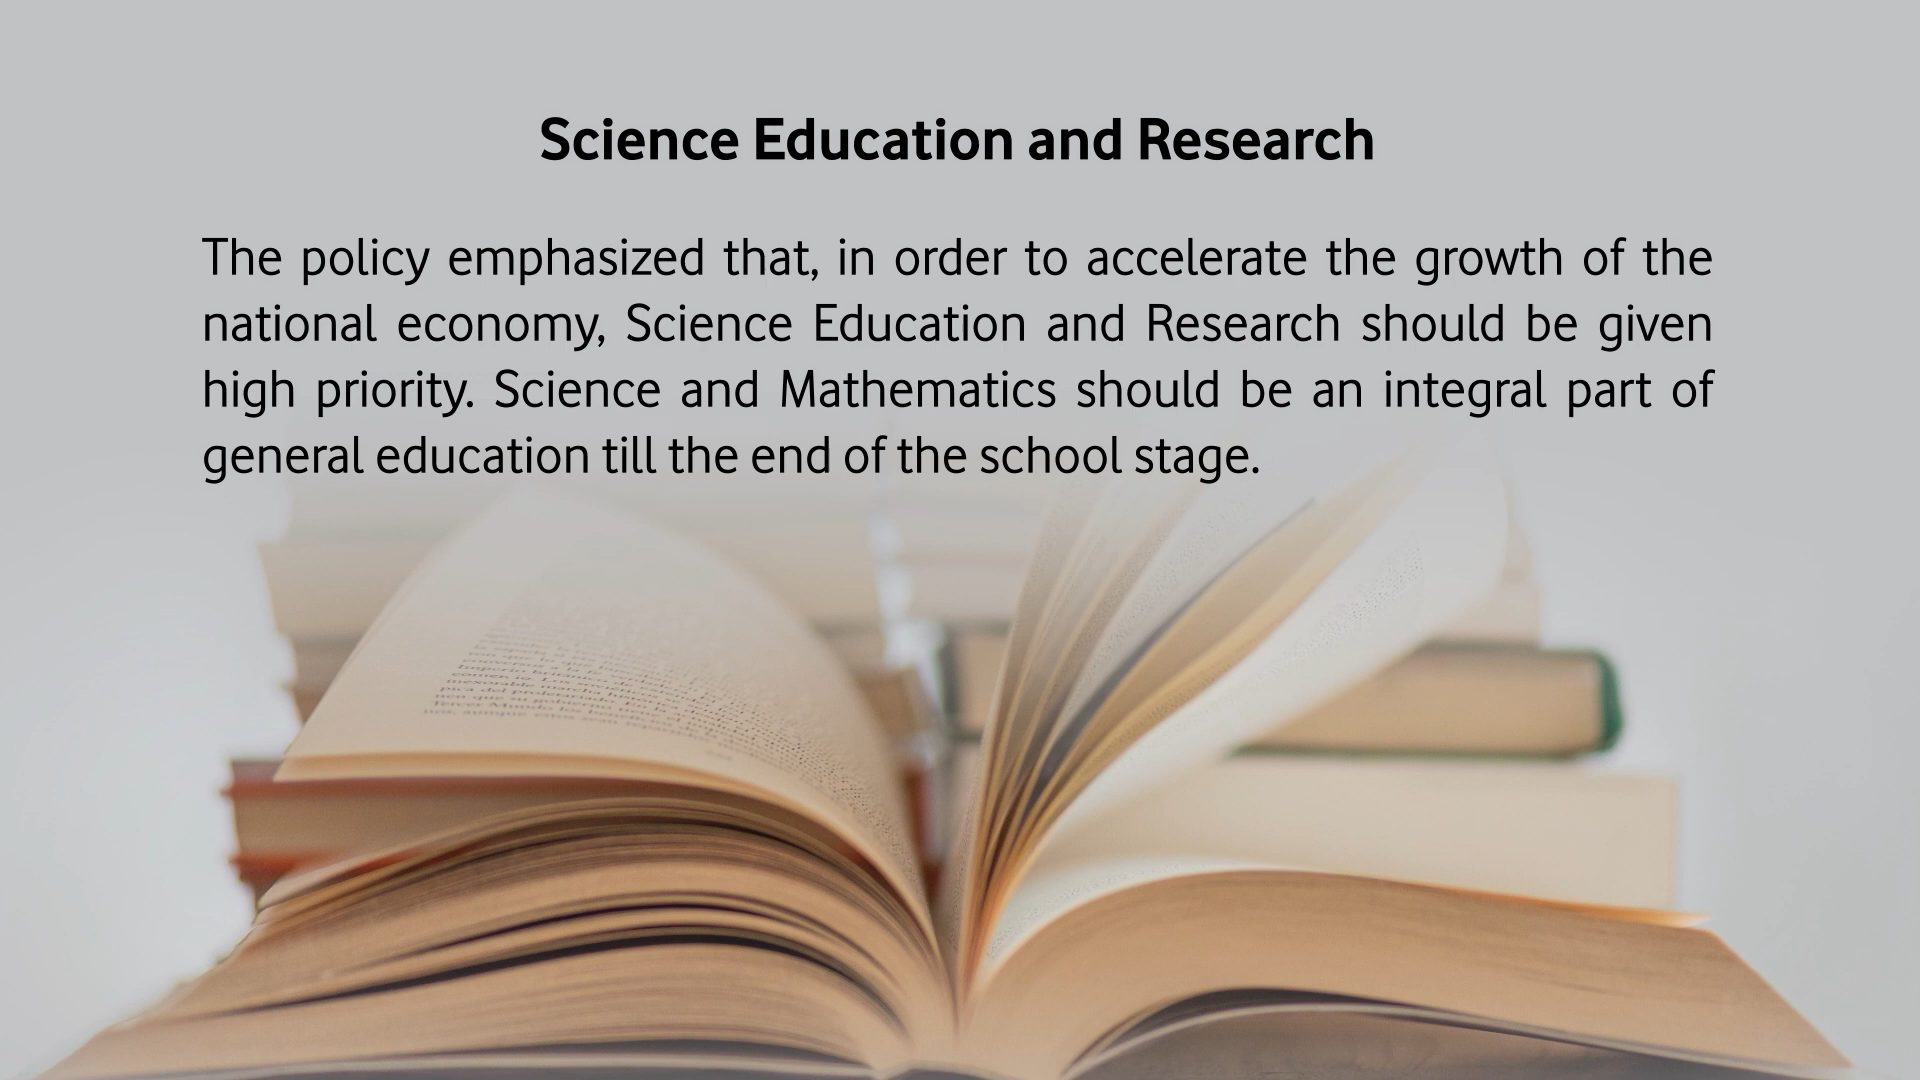 Science Education and Research
The policy emphasized that, in order to accelerate the growth of the
national economy, Science Education and Research should be given
high priority. Science and Mathematics should be an integral part of
general education till the end of the school stage.